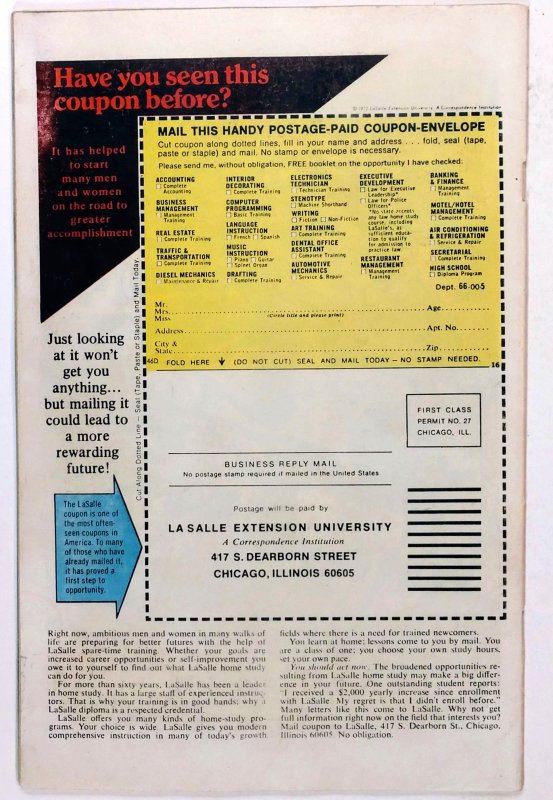 Have you seen this
coupon before?
It has helped
to start
many men
and women
on the road to
greater
accomplishment
© 1972 LaSalle Extension University, A Correspondence Institution
MAIL THIS HANDY POSTAGE-PAID COUPON-ENVELOPE
Cut coupon along dotted lines, fill in your name and address . . . fold, seal (tape,
paste or staple) and mail. No stamp or envelope is necessary.
Please send me, without obligation, FREE booklet on the opportunity I have checked:
ACCOUNTING
Complete
Accounting
BUSINESS
MANAGEMENT
Management
Training
REAL ESTATE
Complete Training
TRAFFIC &
TRANSPORTATION
Complete Training
DIESEL MECHANICS
Maintenance & Repair
INTERIOR
DECORATING
Complete Training
COMPUTER
PROGRAMMING
Basic Training
LANGUAGE
INSTRUCTION
French Spanish
MUSIC
INSTRUCTION
Piano Guitar
Spinet Organ
DRAFTING
Complete Training
ELECTRONICS
TECHNICIAN
Technician Training
STENOTYPE
Machine Shorthand
WRITING
Fiction Non-Fiction
ART TRAINING
Complete Training
DENTAL OFFICE
ASSISTANT
Complete Training
AUTOMOTIVE
MECHANICS
Service & Repair
EXECUTIVE
DEVELOPMENT
Law for Executive
Leadership*
Law for Police
Officers*
*No state accepts
any law home study
course, including
LaSalle's, as
sufficient educa-
tion to qualify
for admission to
practice law
RESTAURANT
MANAGEMENT
Management
Training
BANKING
& FINANCE
Management
Training
MOTEL/HOTEL
MANAGEMENT
Complete Training
AIR CONDITIONING
& REFRIGERATION
Service & Repair
SECRETARIAL
Complete Training
HIGH SCHOOL
Diploma Program
Dept. 66-005
Mr.
Mrs. Age
Miss (Circle title and please print)
Address Apt. No.
City &
State Zip
46D FOLD HERE ↓ (DO NOT CUT) SEAL AND MAIL TODAY – NO STAMP NEEDED.
16
Cut Along Dotted Line – Seal (Tape, Paste or Staple) and Mail Today.
Just looking
at it won't
get you
anything...
but mailing it
could lead to
a more
rewarding
future!
The LaSalle
coupon is one of
the most often-
seen coupons in
America. To many
of those who have
already mailed it,
it has proved a
first step to
opportunity.
FIRST CLASS
PERMIT NO. 27
CHICAGO, ILL.
BUSINESS REPLY MAIL
No postage stamp required if mailed in the United States
Postage will be paid by
LA SALLE EXTENSION UNIVERSITY
A Correspondence Institution
417 S. DEARBORN STREET
CHICAGO, ILLINOIS 60605
Right now, ambitious men and women in many walks of
life are preparing for better futures with the help of
LaSalle spare-time training. Whether your goals are
increased career opportunities or self-improvement you
owe it to yourself to find out what LaSalle home study
can do for you.
For more than sixty years, LaSalle has been a leader
in home study. It has a large staff of experienced instruc-
tors. That is why your training is in good hands; why a
LaSalle diploma is a respected credential.
LaSalle offers you many kinds of home-study pro-
grams. Your choice is wide. LaSalle gives you modern
comprehensive instruction in many of today's growth
fields where there is a need for trained newcomers.
You learn at home; lessons come to you by mail. You
are a class of one; you choose your own study hours,
set your own pace.
You should act now. The broadened opportunities re-
sulting from LaSalle home study may make a big differ-
ence in your future. One outstanding student reports:
"I received a $2,000 yearly increase since enrollment
with LaSalle. My regret is that I didn't enroll before."
Many letters like this come to LaSalle. Why not get
full information right now on the field that interests you?
Mail coupon to LaSalle, 417 S. Dearborn St., Chicago,
Illinois 60605. No obligation.